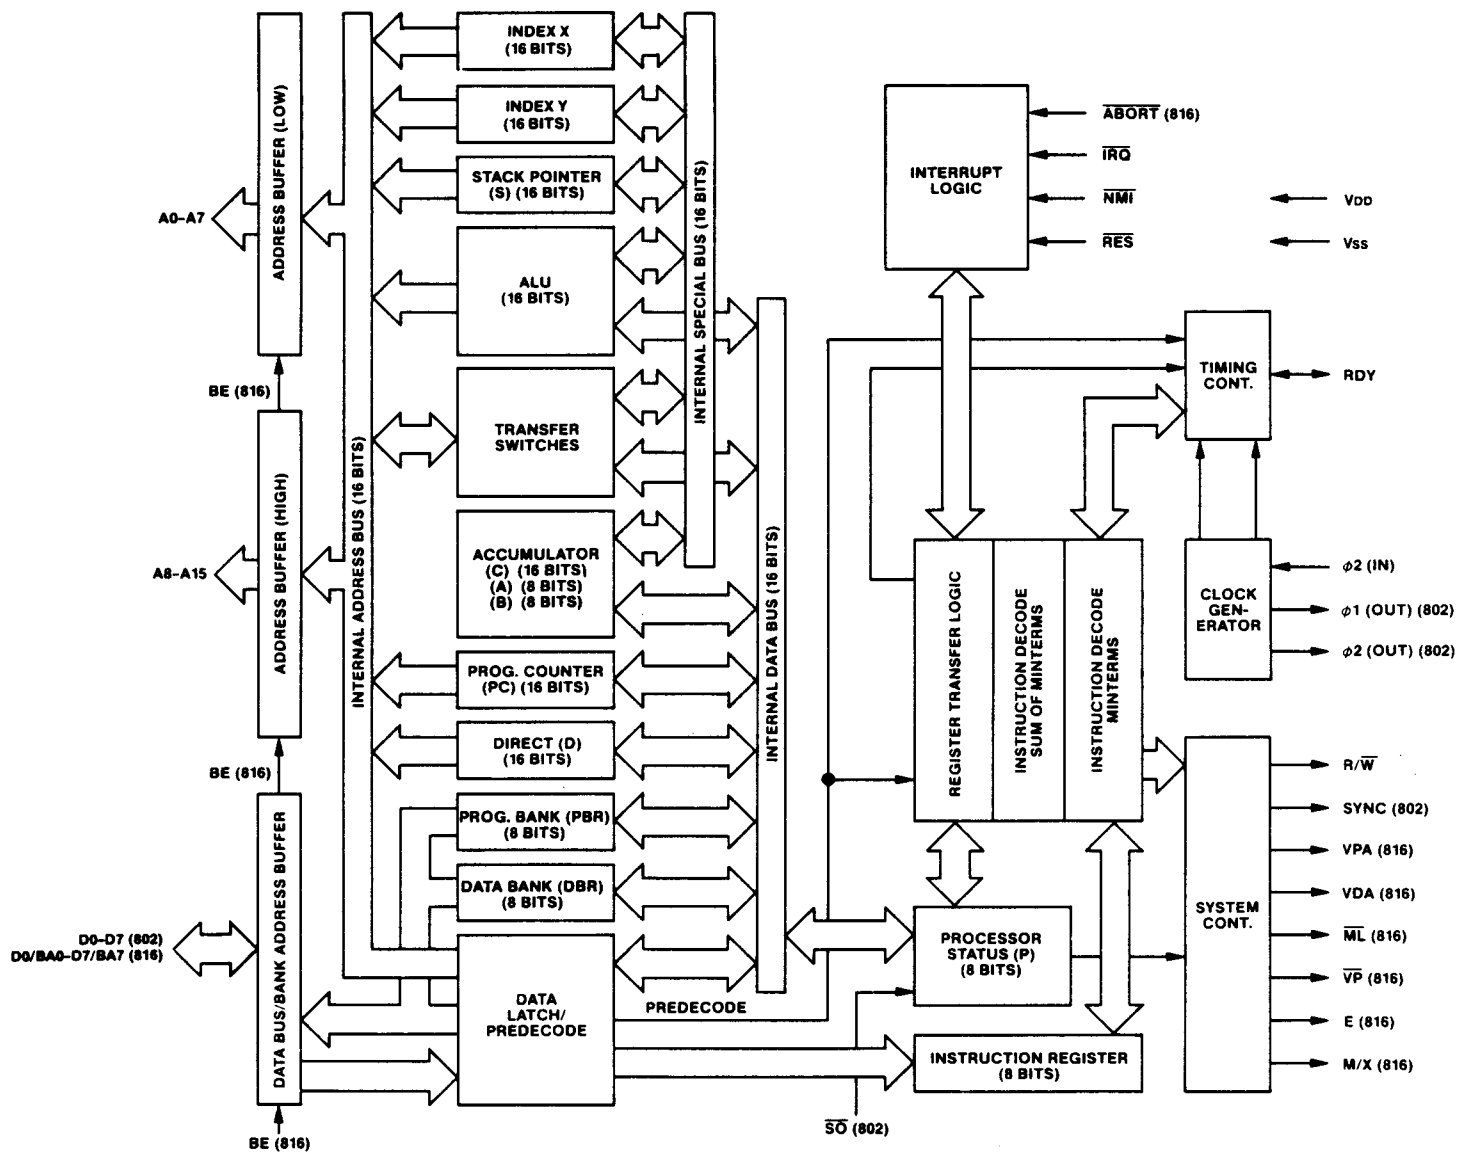 INDEX X
(16 BITS)
INDEX Y
(16 BITS)
STACK POINTER
(S) (16 BITS)
ALU
(16 BITS)
TRANSFER
SWITCHES
ACCUMULATOR
(C) (16 BITS)
(A) (8 BITS)
(B) (8 BITS)
PROG. COUNTER
(PC) (16 BITS)
DIRECT (D)
(16 BITS)
PROG. BANK (PBR)
(8 BITS)
DATA BANK (DBR)
(8 BITS)
DATA
LATCH/
PREDECODE
ADDRESS BUFFER (LOW)
A0–A7
BE (816)
ADDRESS BUFFER (HIGH)
A8–A15
BE (816)
DATA BUS/BANK ADDRESS BUFFER
D0–D7 (802)
D0/BA0–D7/BA7 (816)
BE (816)
INTERNAL ADDRESS BUS (16 BITS)
INTERNAL SPECIAL BUS (16 BITS)
INTERNAL DATA BUS (16 BITS)
PREDECODE
INTERRUPT
LOGIC
A̅B̅O̅R̅T̅ (816)
I̅R̅Q̅
N̅M̅I̅
R̅E̅S̅
VDD
VSS
TIMING
CONT.
RDY
CLOCK
GEN-
ERATOR
φ2 (IN)
φ1 (OUT) (802)
φ2 (OUT) (802)
REGISTER TRANSFER LOGIC
INSTRUCTION DECODE
SUM OF MINTERMS
INSTRUCTION DECODE
MINTERMS
PROCESSOR
STATUS (P)
(8 BITS)
INSTRUCTION REGISTER
(8 BITS)
S̅O̅ (802)
SYSTEM
CONT.
R/W̅
SYNC (802)
VPA (816)
VDA (816)
M̅L̅ (816)
V̅P̅ (816)
E (816)
M/X (816)